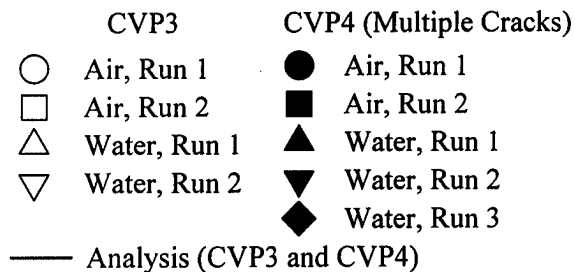 CVP3 CVP4 (Multiple Cracks)
Air, Run 1 Air, Run 1
Air, Run 2 Air, Run 2
Water, Run 1 Water, Run 1
Water, Run 2 Water, Run 2
Water, Run 3
Analysis (CVP3 and CVP4)